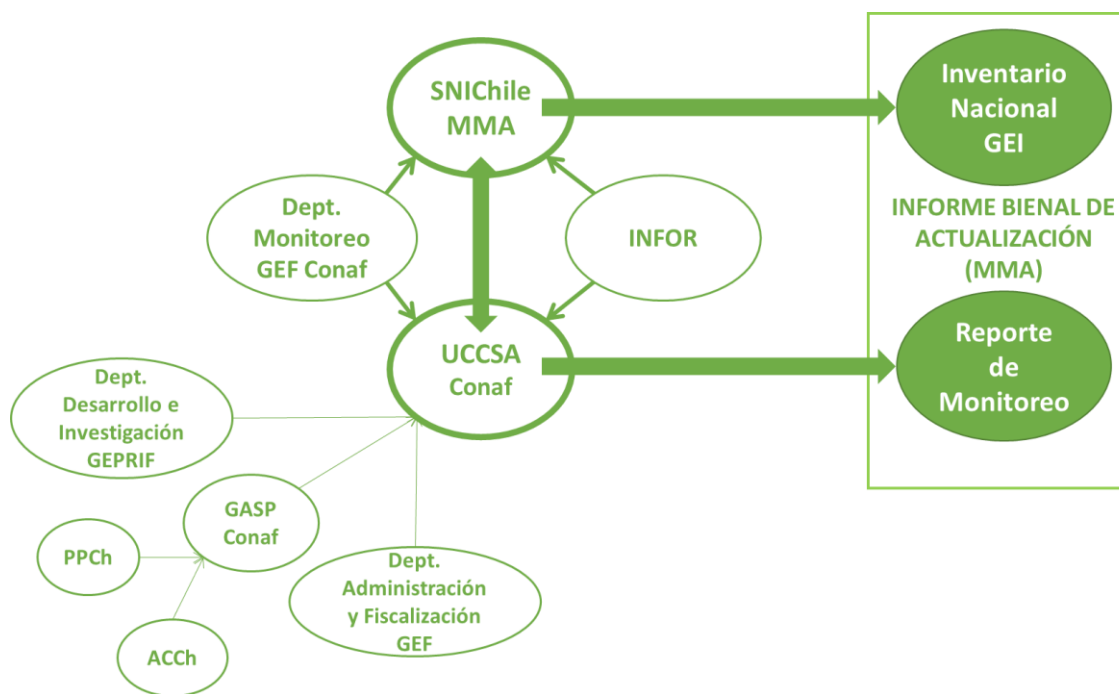 SNIChile
MMA
Inventario
Nacional
GEI
Dept.
Monitoreo
GEF Conaf
INFOR
INFORME BIENAL DE
ACTUALIZACIÓN
(MMA)
UCCSA
Conaf
Reporte
de
Monitoreo
Dept.
Desarrollo e
Investigación
GEPRIF
GASP
Conaf
PPCh
Dept.
Administración
y Fiscalización
GEF
ACCh